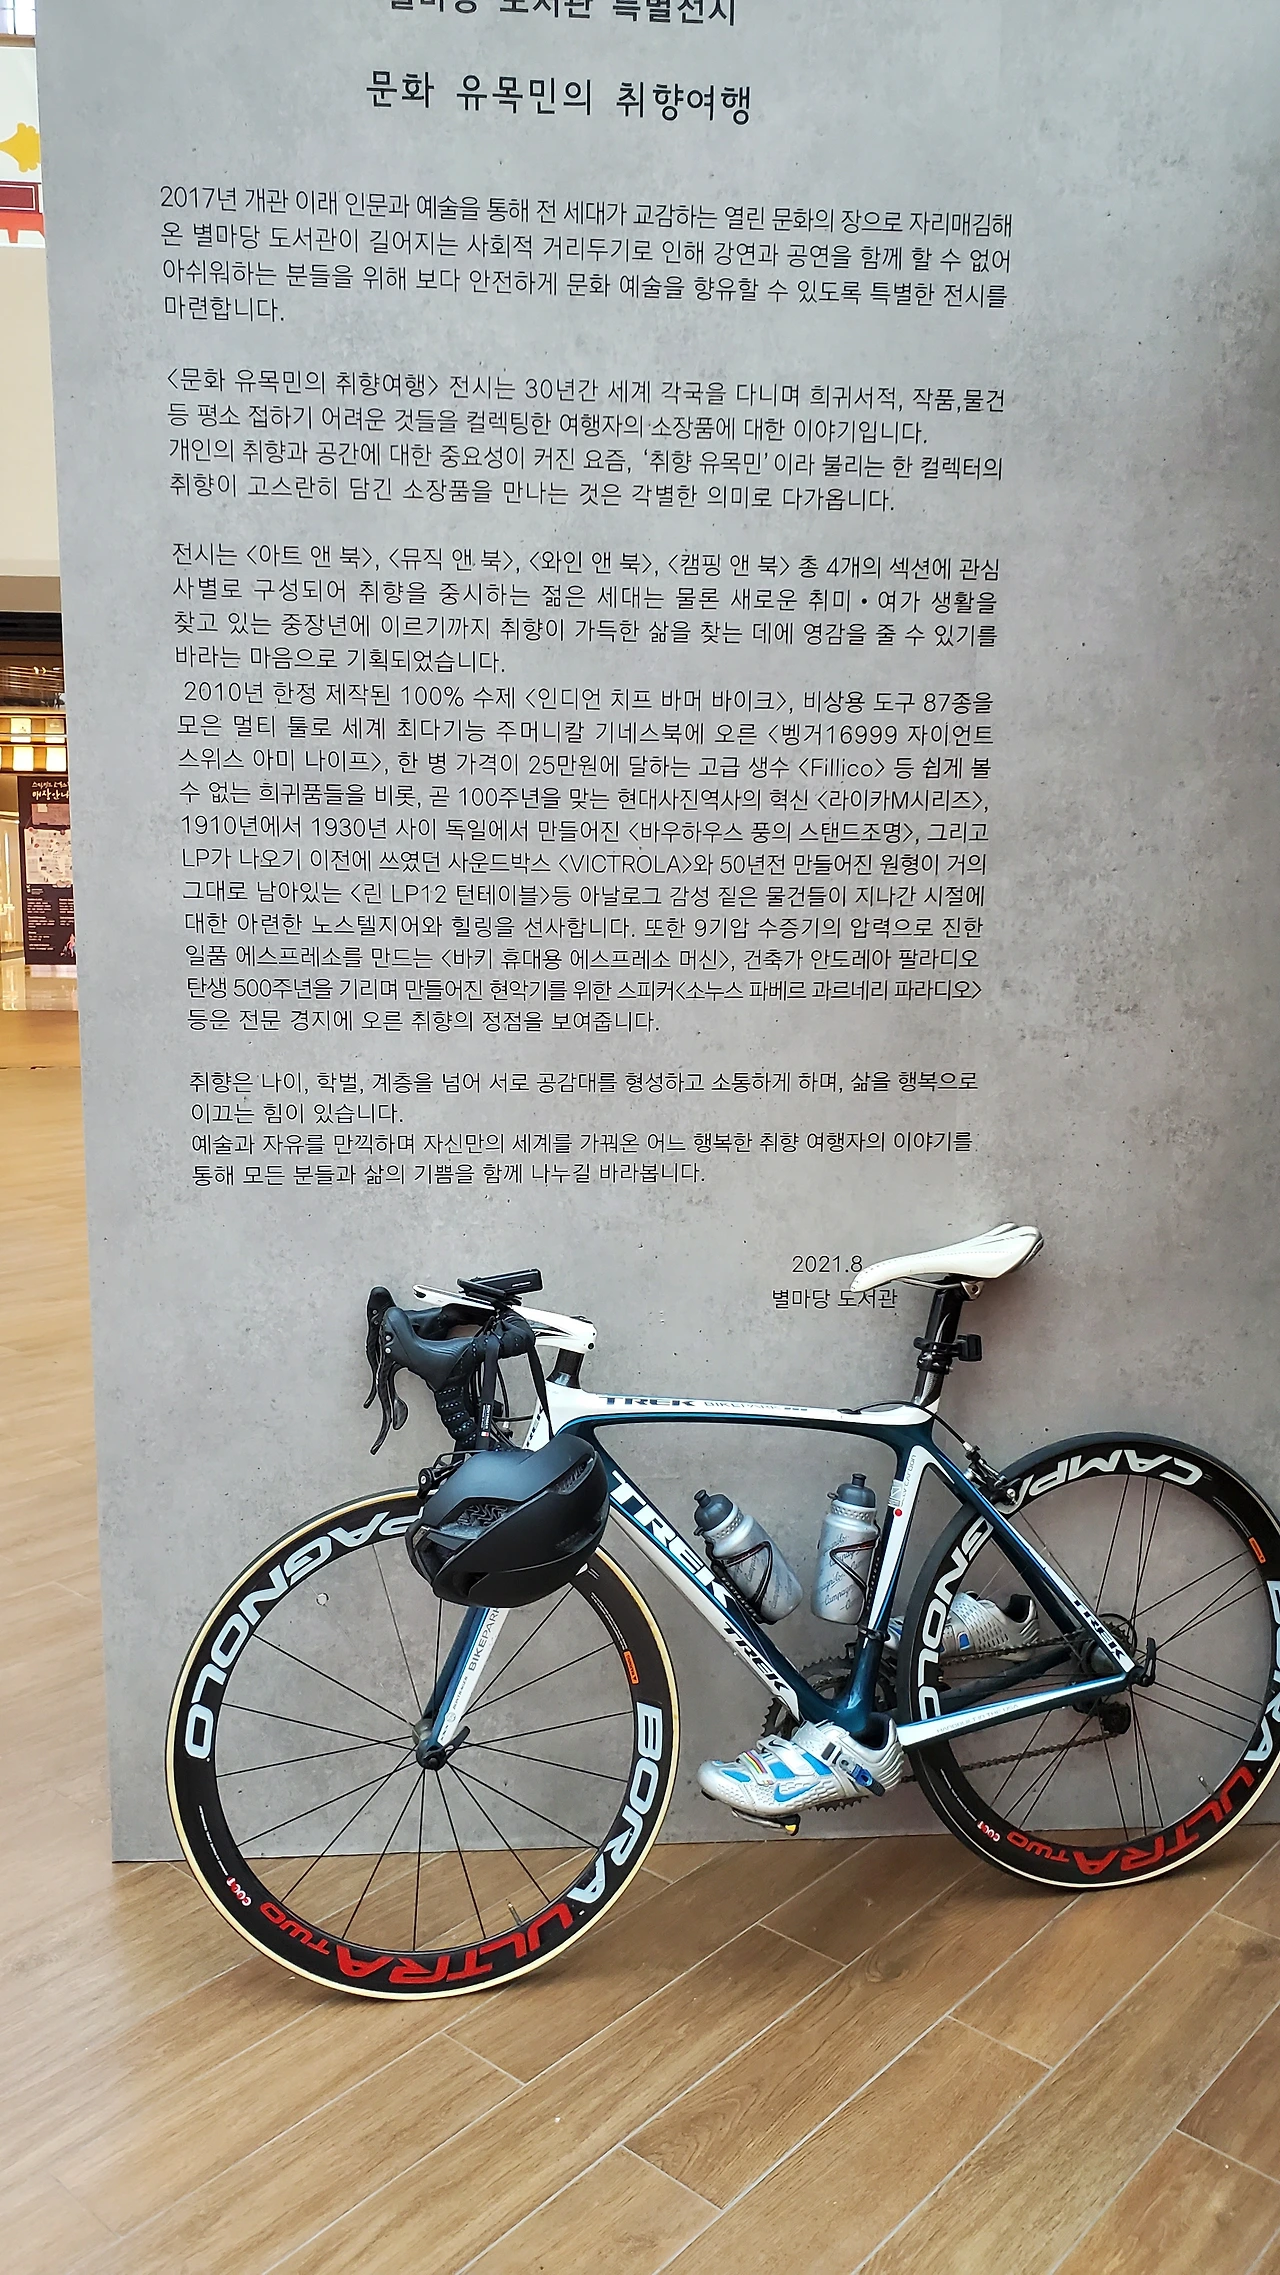 별마당 도서관 특별전시
문화 유목민의 취향여행
2017년 개관 이래 인문과 예술을 통해 전 세대가 교감하는 열린 문화의 장으로 자리매김해
온 별마당 도서관이 길어지는 사회적 거리두기로 인해 강연과 공연을 함께 할 수 없어
아쉬워하는 분들을 위해 보다 안전하게 문화 예술을 향유할 수 있도록 특별한 전시를
마련합니다.
<문화 유목민의 취향여행> 전시는 30년간 세계 각국을 다니며 희귀서적, 작품,물건
등 평소 접하기 어려운 것들을 컬렉팅한 여행자의 소장품에 대한 이야기입니다.
개인의 취향과 공간에 대한 중요성이 커진 요즘, ‘취향 유목민’이라 불리는 한 컬렉터의
취향이 고스란히 담긴 소장품을 만나는 것은 각별한 의미로 다가옵니다.
전시는 <아트 앤 북>, <뮤직 앤 북>, <와인 앤 북>, <캠핑 앤 북> 총 4개의 섹션에 관심
사별로 구성되어 취향을 중시하는 젊은 세대는 물론 새로운 취미•여가 생활을
찾고 있는 중장년에 이르기까지 취향이 가득한 삶을 찾는 데에 영감을 줄 수 있기를
바라는 마음으로 기획되었습니다.
2010년 한정 제작된 100% 수제 <인디언 치프 바머 바이크>, 비상용 도구 87종을
모은 멀티 툴로 세계 최다기능 주머니칼 기네스북에 오른 <벵거16999 자이언트
스위스 아미 나이프>, 한 병 가격이 25만원에 달하는 고급 생수 <Fillico> 등 쉽게 볼
수 없는 희귀품들을 비롯, 곧 100주년을 맞는 현대사진역사의 혁신 <라이카M시리즈>,
1910년에서 1930년 사이 독일에서 만들어진 <바우하우스 풍의 스탠드조명>, 그리고
LP가 나오기 이전에 쓰였던 사운드박스 <VICTROLA>와 50년전 만들어진 원형이 거의
그대로 남아있는 <린 LP12 턴테이블>등 아날로그 감성 짙은 물건들이 지나간 시절에
대한 아련한 노스텔지어와 힐링을 선사합니다. 또한 9기압 수증기의 압력으로 진한
일품 에스프레소를 만드는 <바키 휴대용 에스프레소 머신>, 건축가 안도레아 팔라디오
탄생 500주년을 기리며 만들어진 현악기를 위한 스피커<소누스 파베르 과르네리 파라디오>
등은 전문 경지에 오른 취향의 정점을 보여줍니다.
취향은 나이, 학벌, 계층을 넘어 서로 공감대를 형성하고 소통하게 하며, 삶을 행복으로
이끄는 힘이 있습니다.
예술과 자유를 만끽하며 자신만의 세계를 가꿔온 어느 행복한 취향 여행자의 이야기를
통해 모든 분들과 삶의 기쁨을 함께 나누길 바라봅니다.
2021.8
별마당 도서관
TREK BIKEPARK
TREK
TREK
TREK
BIKEPARK
CAMPAGNOLO
BORA ULTRA TWO
CULT
BORA ULTRA TWO
CULT